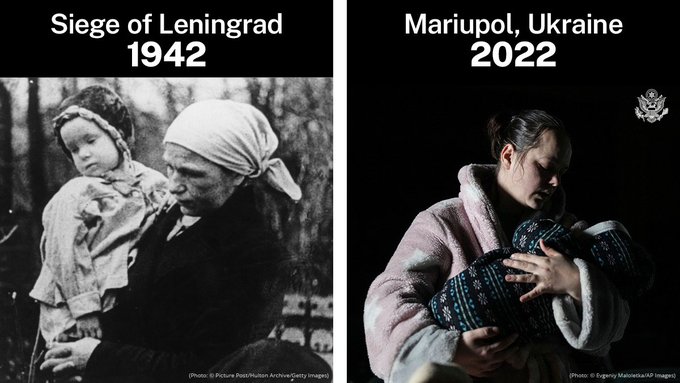 Siege of Leningrad
1942
(Photo: © Picture Post/Hulton Archive/Getty Images)
Mariupol, Ukraine
2022
(Photo: © Evgeniy Maloletka/AP Images)